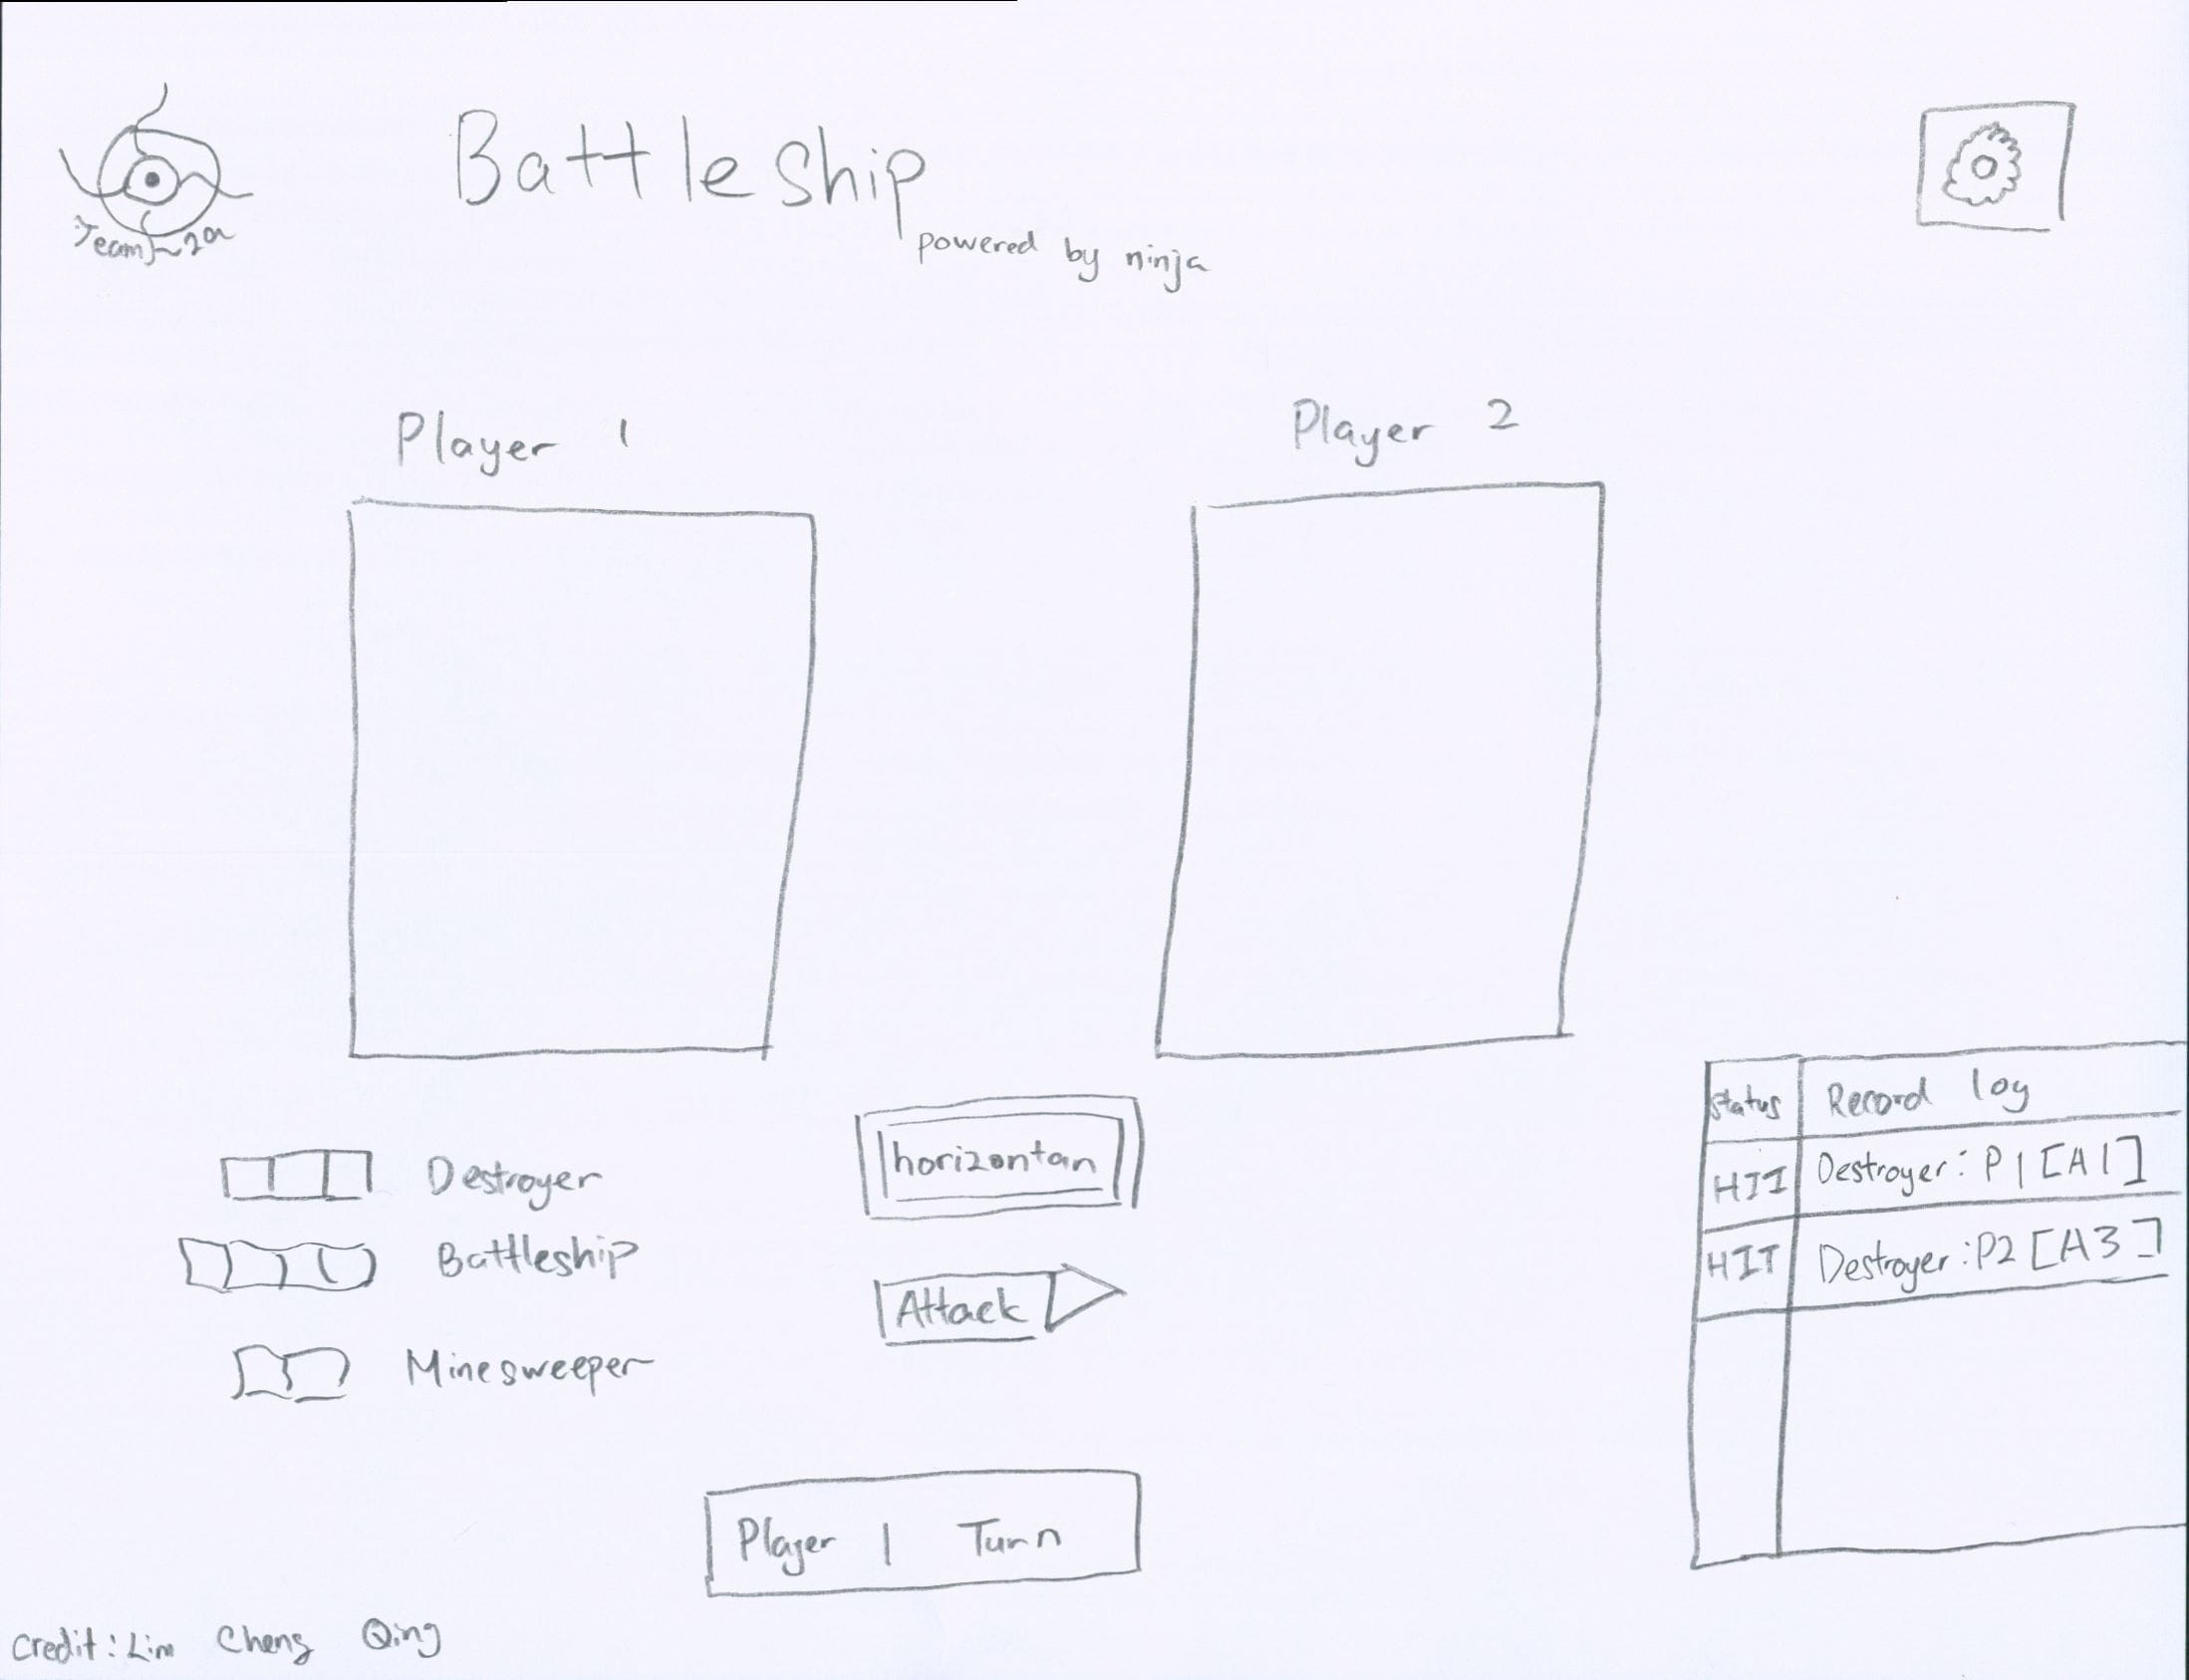 Battleship
powered by ninja
Team 2a
Player 1
Player 2
status Record log
HIT Destroyer: P1[A1]
HIT Destroyer:P2[A3]
Destroyer
Battleship
Minesweeper
horizontan
Attack
Player 1 Turn
Credit: Lim Cheng Qing